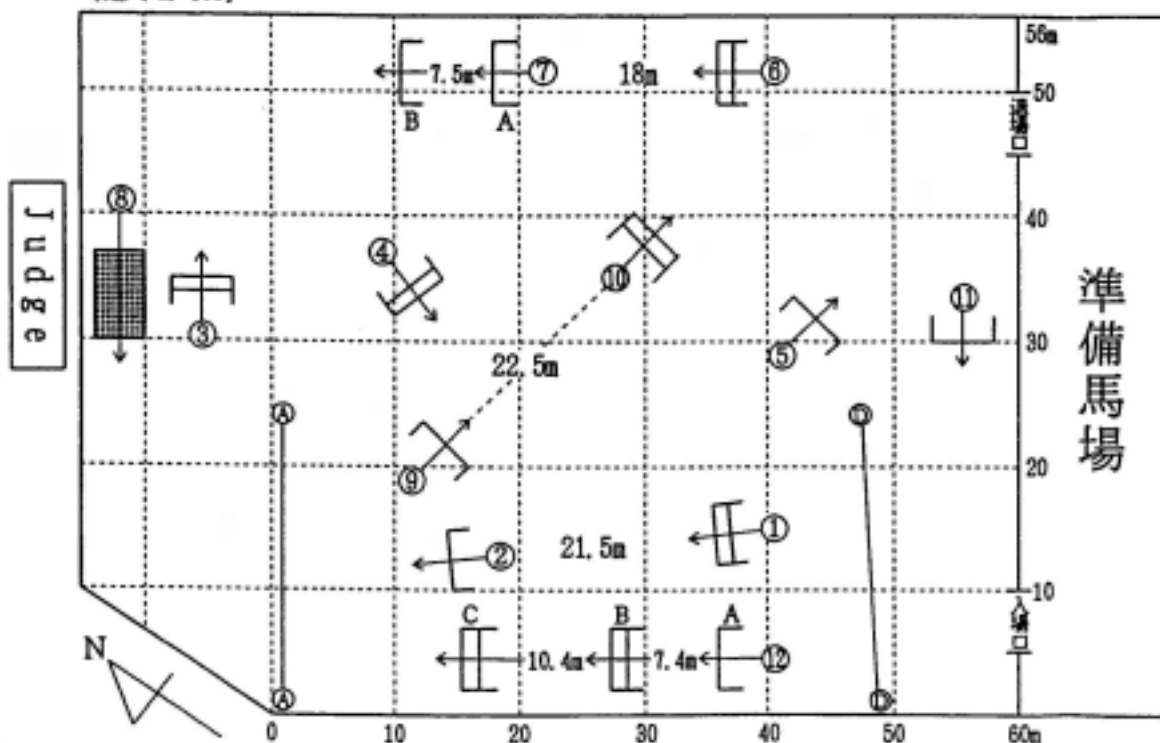 56m
7.5m
⑦
18m
⑥
B
A
50
⑧
40
④
⑩
⑪
Judge
③
⑤
30
準備馬場
22.5m
A
D
⑨
20
①
②
21.5m
C
B
A
10
N
10.4m
7.4m
⑫
A
D
0
10
20
30
40
50
60m